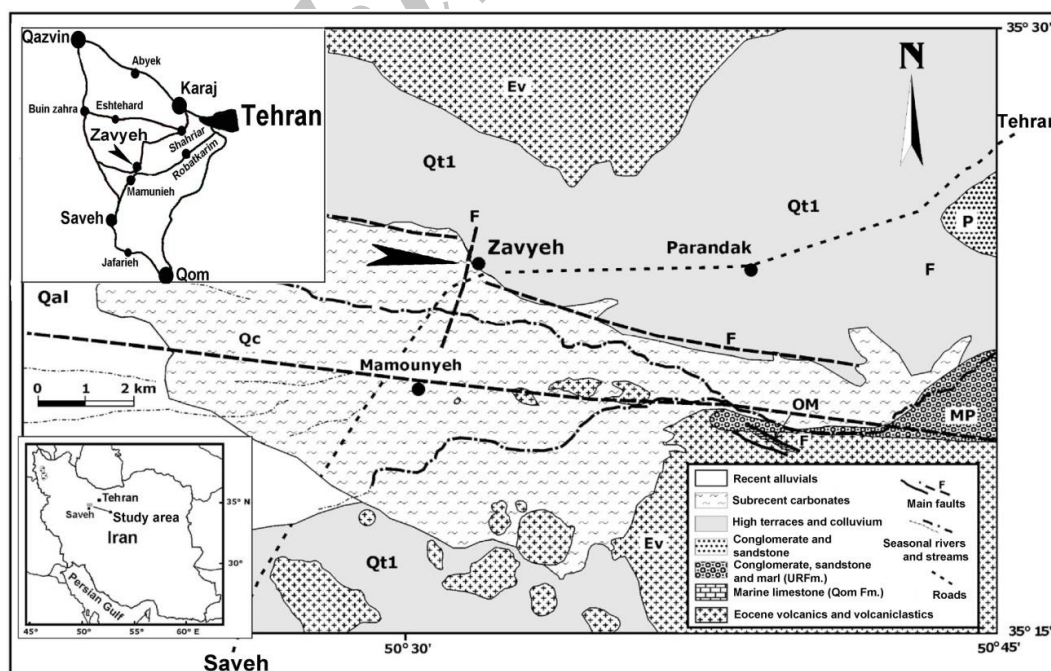 Qazvin
Abyek
Karaj
Buin zahra
Eshtehard
Tehran
Zavyeh
Shahriar
Robatkarim
Mamunieh
Saveh
Jafarieh
Qom
35° 30'
N
Ev
Tehran
Qt1
Qt1
P
F
Zavyeh
Parandak
F
Qal
Qc
F
Mamounyeh
0 1 2 km
OM
MP
F
Tehran
Saveh
Study area
Iran
Persian Gulf
35° N
30°
45° 50° 55° 60° E
Qt1
Ev
Recent alluvials
Subrecent carbonates
High terraces and colluvium
Conglomerate and
sandstone
Conglomerate, sandstone
and marl (URFm.)
Marine limestone (Qom Fm.)
Eocene volcanics and volcaniclastics
F
Main faults
Seasonal rivers
and streams
Roads
35° 15'
Saveh
50° 30'
50° 45'